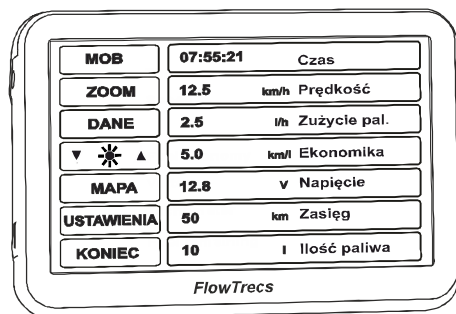 MOB 07:55:21 Czas
ZOOM 12.5 km/h Prędkość
DANE 2.5 l/h Zużycie pal.
▼ ☀ ▲ 5.0 km/l Ekonomika
MAPA 12.8 V Napięcie
USTAWIENIA 50 km Zasięg
KONIEC 10 l Ilość paliwa
FlowTrecs